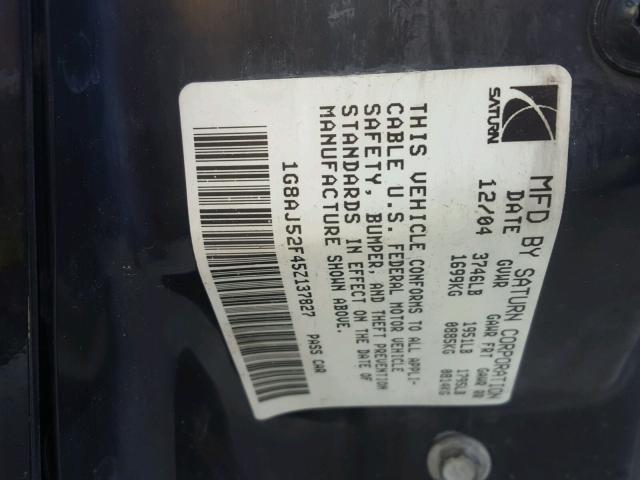 SATURN
MFD BY SATURN CORPORATION
DATE GVWR GAWR FRT GAWR RR
12/04 3746LB 1951LB 1795LB
1699KG 0885KG 0814KG
THIS VEHICLE CONFORMS TO ALL APPLI-
CABLE U.S. FEDERAL MOTOR VEHICLE
SAFETY, BUMPER, AND THEFT PREVENTION
STANDARDS IN EFFECT ON THE DATE OF
MANUFACTURE SHOWN ABOVE.
1G8AJ52F45Z137827 PASS CAR